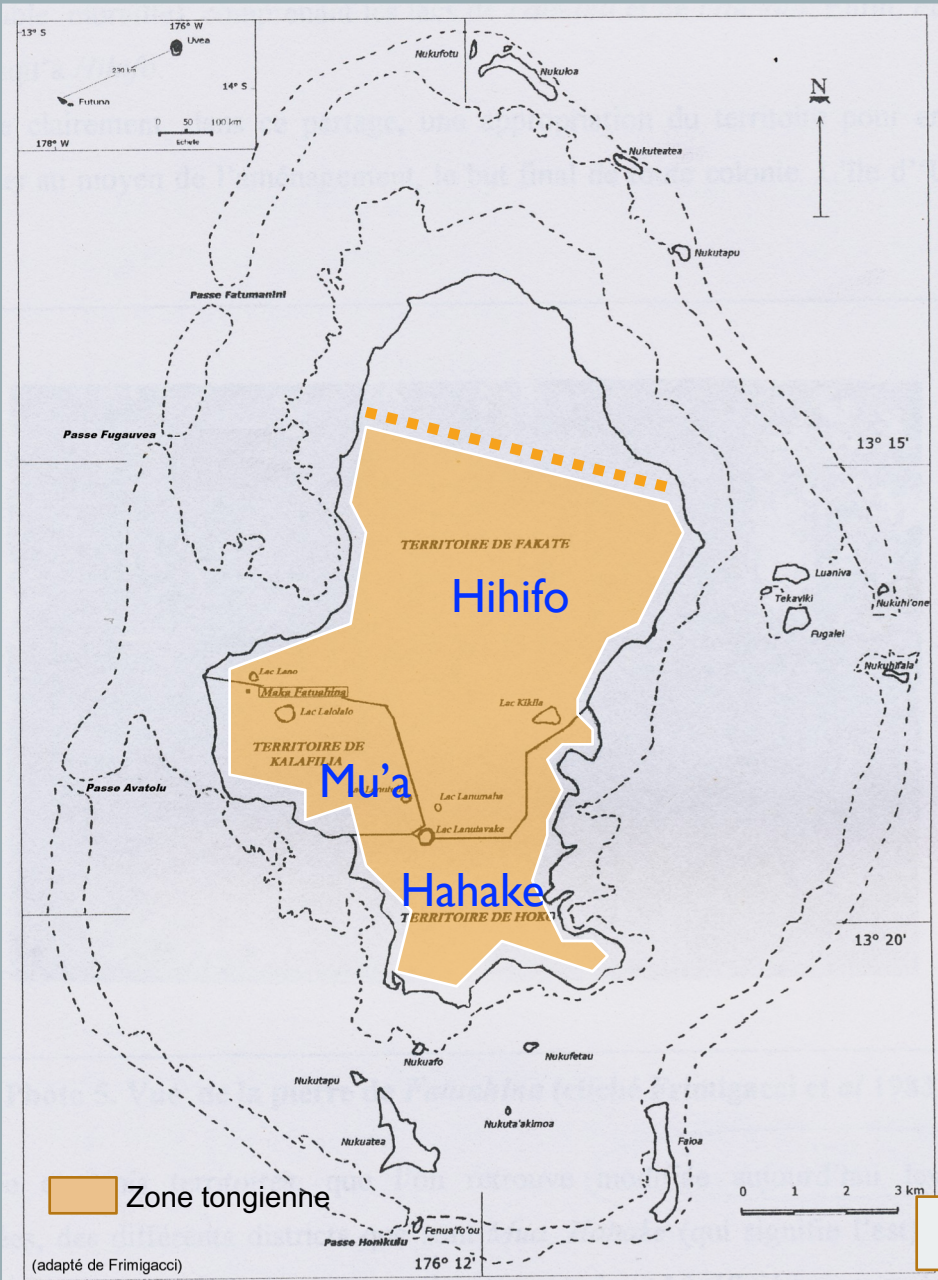 13° S
176° W
Uvea
230 km
14° S
Futuna
0 50 100 km
Echelle
178° W
Nukufotu
Nukuloa
N
Nukuteatea
Nukutapu
Passe Fatumanini
Passe Fugauvea
13° 15'
TERRITOIRE DE FAKATE
Hihifo
Luaniva
Tekaviki
Nukuhi'one
Fugalei
Nukuhifala
Lac Lano
Maka Fatuahina
Lac Lalolalo
Lac Kikila
TERRITOIRE DE
KALAFILIA
Mu'a
Passe Avatolu
Lac Lanumaha
Lac Lanutavake
Hahake
TERRITOIRE DE HOKO
13° 20'
Nukuafo
Nukufetau
Nukutapu
Nukuta'akimoa
Nukuatea
Faioa
Zone tongienne
0 1 2 3 km
Fenua'fo'ou
Passe Honikulu
176° 12'
(adapté de Frimigacci)